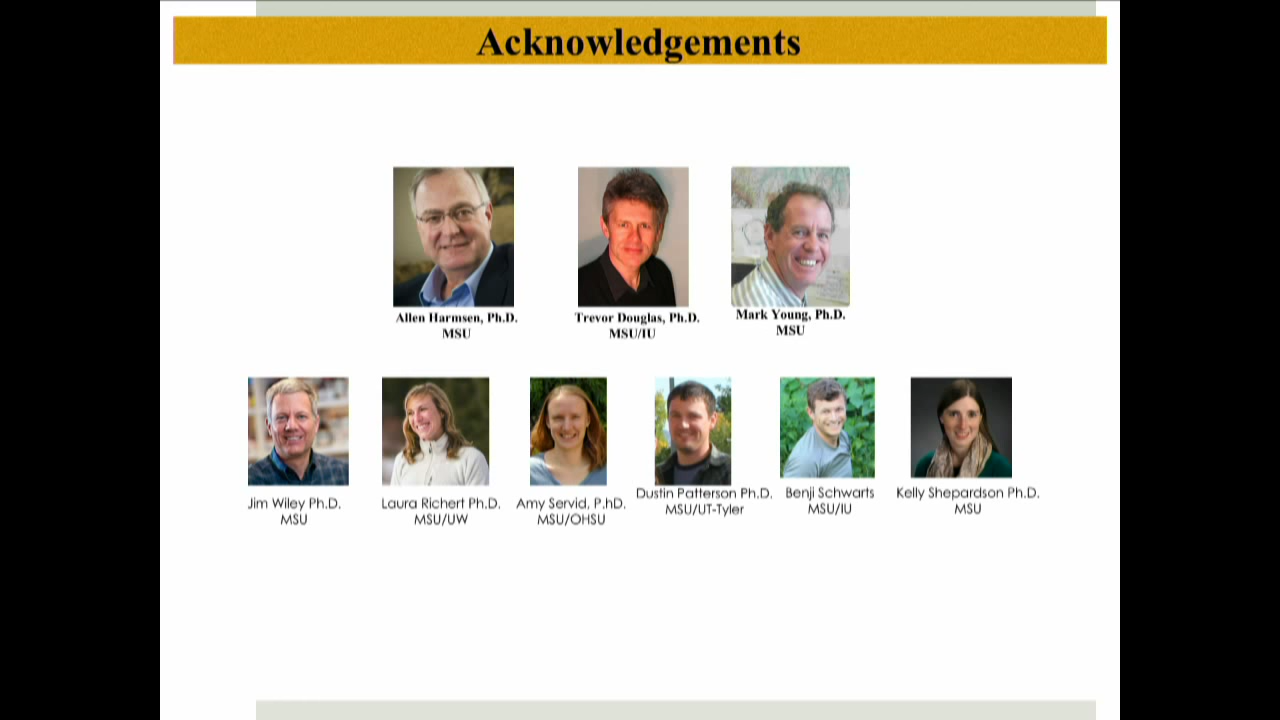 Acknowledgements
Allen Harmsen, Ph.D.
MSU
Trevor Douglas, Ph.D.
MSU/IU
Mark Young, Ph.D.
MSU
Jim Wiley Ph.D.
MSU
Laura Richert Ph.D.
MSU/UW
Amy Servid, P.hD.
MSU/OHSU
Dustin Patterson Ph.D.
MSU/UT-Tyler
Benji Schwarts
MSU/IU
Kelly Shepardson Ph.D.
MSU